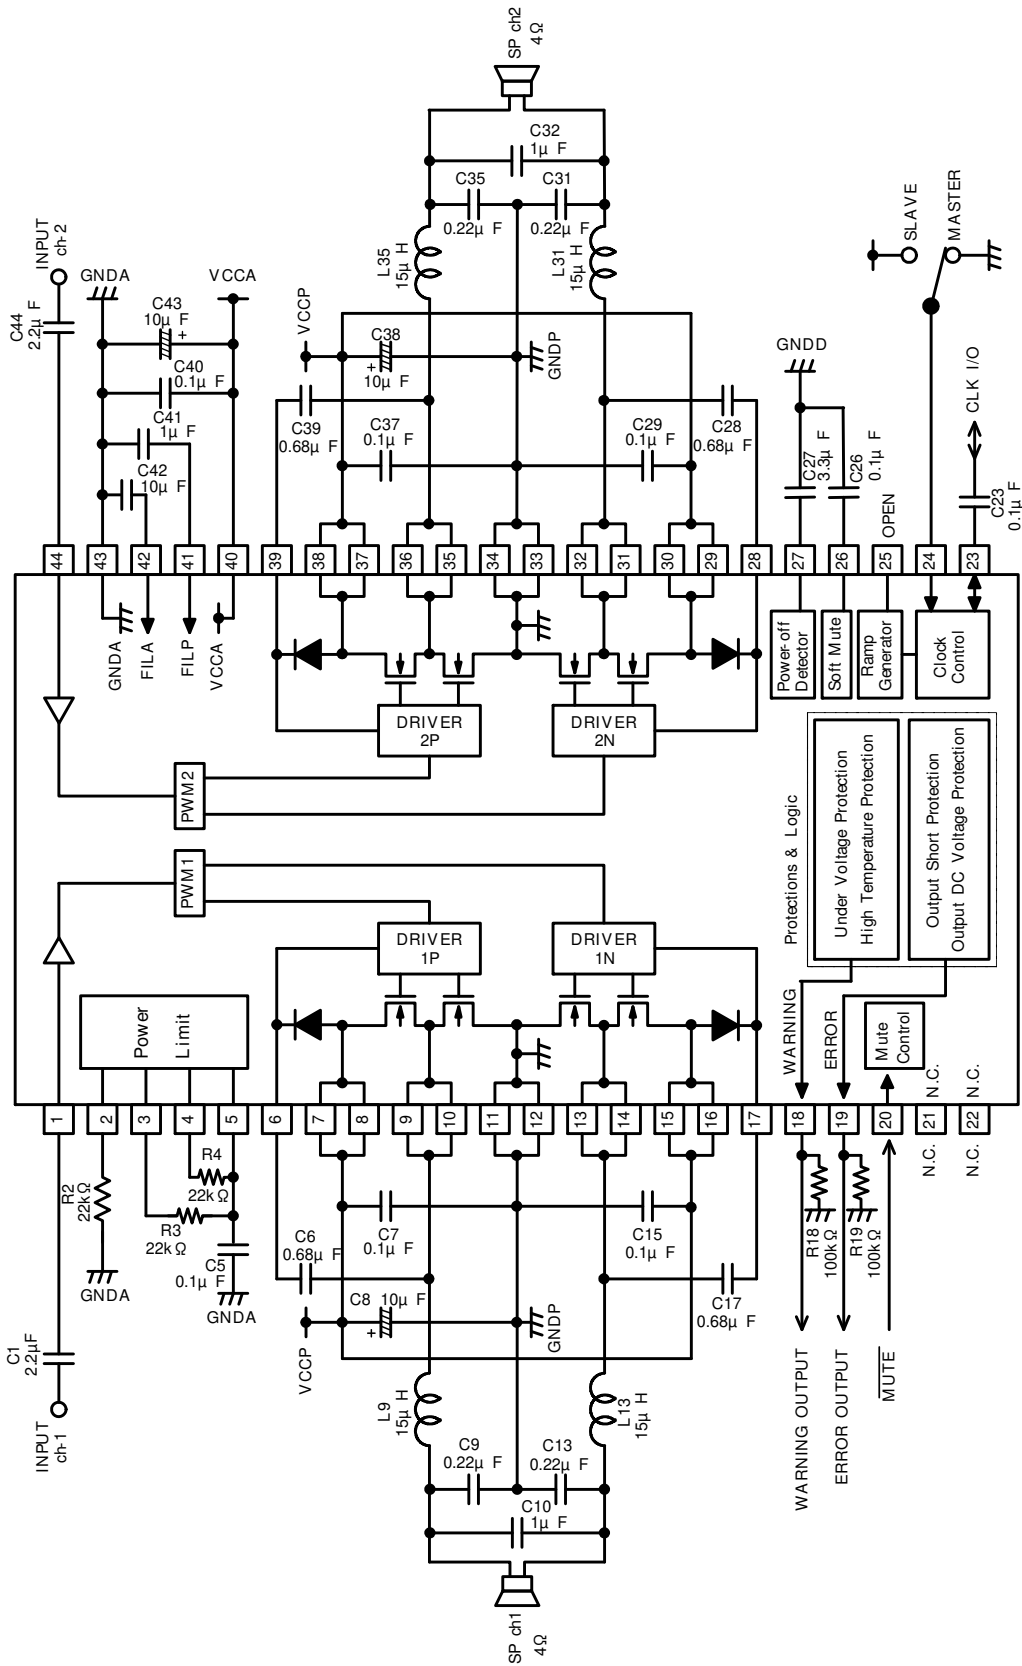 SP ch2
4Ω
C32
1μ F
C35
0.22μ F
C31
0.22μ F
L35
15μ H
L31
15μ H
INPUT
ch-2
C44
2.2μ F
GNDA
C43
10μ F
+
VCCA
C40
0.1μ F
C41
1μ F
C42
10μ F
VCCP
C38
+
10μ F
GNDP
C39
0.68μ F
C37
0.1μ F
C29
0.1μ F
C28
0.68μ F
GNDD
C27
3.3μ F
C26
0.1μ F
OPEN
SLAVE
MASTER
CLK I/O
C23
0.1μ F
44
43
42
41
40
39
38
37
36
35
34
33
32
31
30
29
28
27
26
25
24
23
GNDA
FILA
FILP
VCCA
DRIVER
2P
DRIVER
2N
PWM2
Power-off
Detector
Soft Mute
Ramp
Generator
Clock
Control
Protections & Logic
Under Voltage Protection
High Temperature Protection
Output Short Protection
Output DC Voltage Protection
PWM1
DRIVER
1P
DRIVER
1N
Power
Limit
WARNING
ERROR
Mute
Control
N.C.
N.C.
1
2
3
4
5
6
7
8
9
10
11
12
13
14
15
16
17
18
19
20
21
22
N.C.
N.C.
R2
22kΩ
R4
22kΩ
R3
22kΩ
C5
0.1μ F
GNDA
GNDA
C1
2.2μF
INPUT
ch-1
C6
0.68μ F
C7
0.1μ F
C15
0.1μ F
C17
0.68μ F
VCCP
C8 10μ F
+
GNDP
R18
100kΩ
R19
100kΩ
WARNING OUTPUT
ERROR OUTPUT
MUTE
L9
15μ H
L13
15μ H
C9
0.22μ F
C13
0.22μ F
C10
1μ F
SP ch1
4Ω